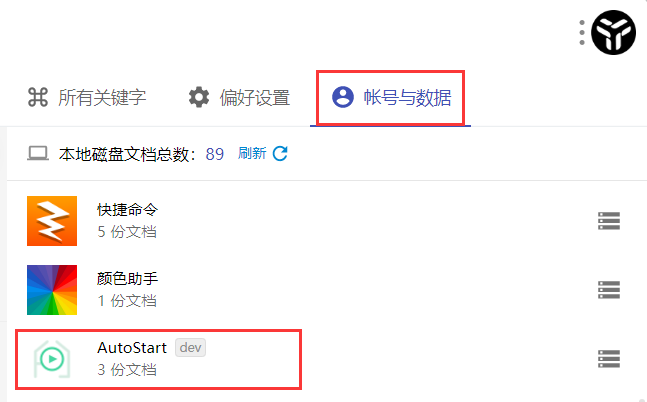 所有关键字 偏好设置 帐号与数据
本地磁盘文档总数：89 刷新
快捷命令
5 份文档
颜色助手
1 份文档
AutoStart dev
3 份文档